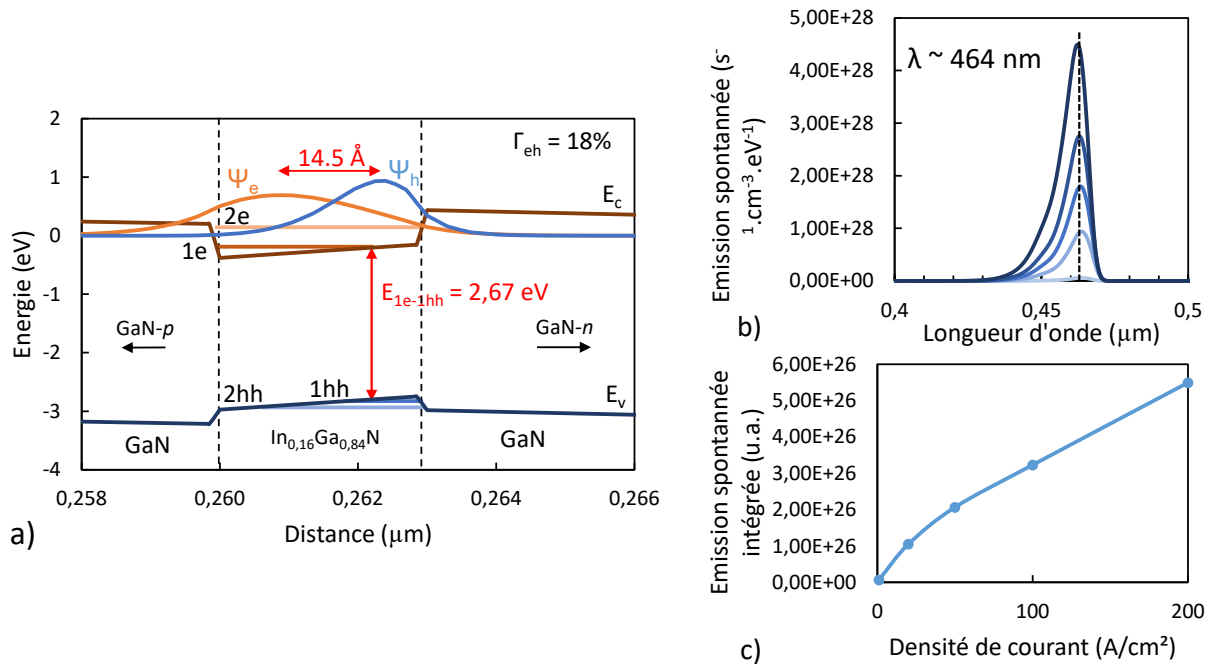 a)
Energie (eV)
2
1
0
-1
-2
-3
-4
Γeh = 18%
14.5 Å
Ψe
Ψh
2e
1e
Ec
E1e-1hh = 2,67 eV
GaN-p
GaN-n
2hh
1hh
Ev
GaN
In0,16Ga0,84N
GaN
0,258
0,260
0,262
0,264
0,266
Distance (μm)
b)
Emission spontannée (s-
1.cm-3.eV-1)
5,00E+28
4,00E+28
3,00E+28
2,00E+28
1,00E+28
0,00E+00
λ ~ 464 nm
0,4
0,45
0,5
Longueur d'onde (μm)
c)
Emission spontannée
intégrée (u.a.)
6,00E+26
5,00E+26
4,00E+26
3,00E+26
2,00E+26
1,00E+26
0,00E+00
0
100
200
Densité de courant (A/cm²)